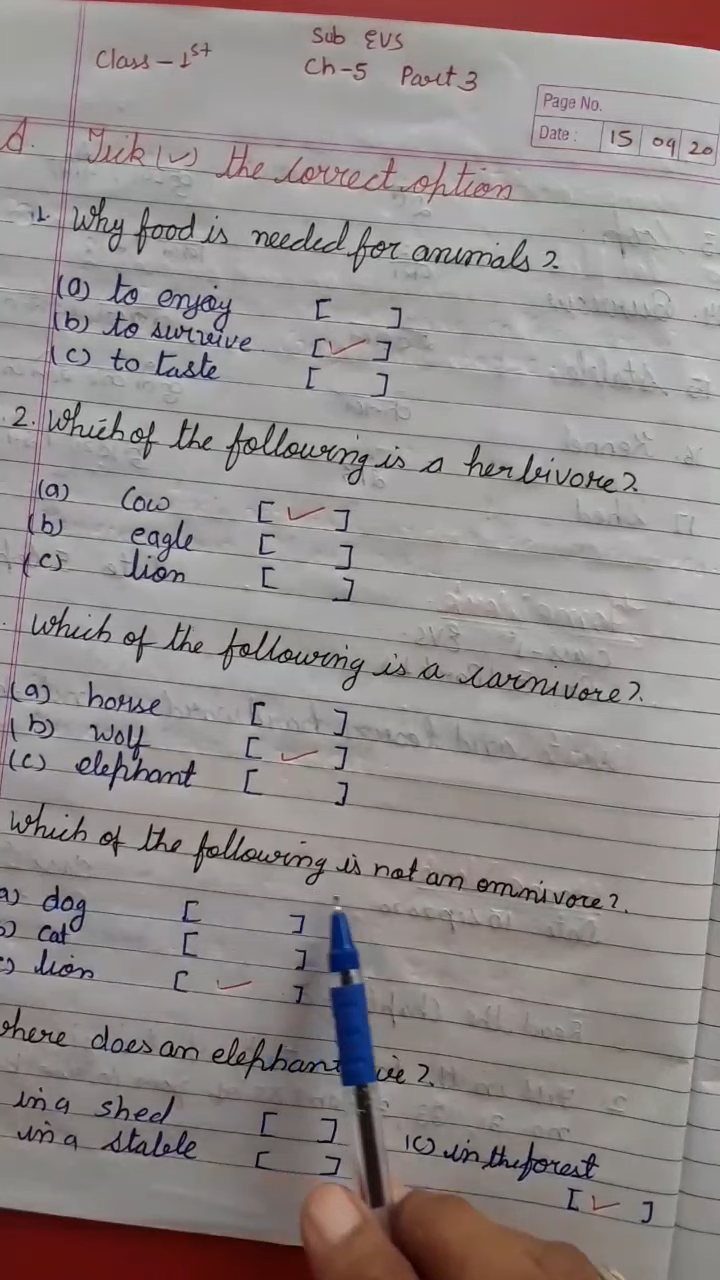 Sub EVS
Class - 1st
Ch-5 Part 3
Page No.
Date: 15 09 20
A. Tick (✓) the correct option
1. Why food is needed for animals?
(a) to enjoy [ ]
(b) to survive [✓]
(c) to taste [ ]
2. Which of the following is a herbivore?
(a) Cow [✓]
(b) eagle [ ]
(c) lion [ ]
Which of the following is a carnivore?
(a) horse [ ]
(b) wolf [✓]
(c) elephant [ ]
Which of the following is not an omnivore?
a) dog [ ]
b) cat [ ]
c) lion [✓]
here does an elephant ive?
in a shed [ ]
in a stable [ ]
(C) in the forest
[✓]